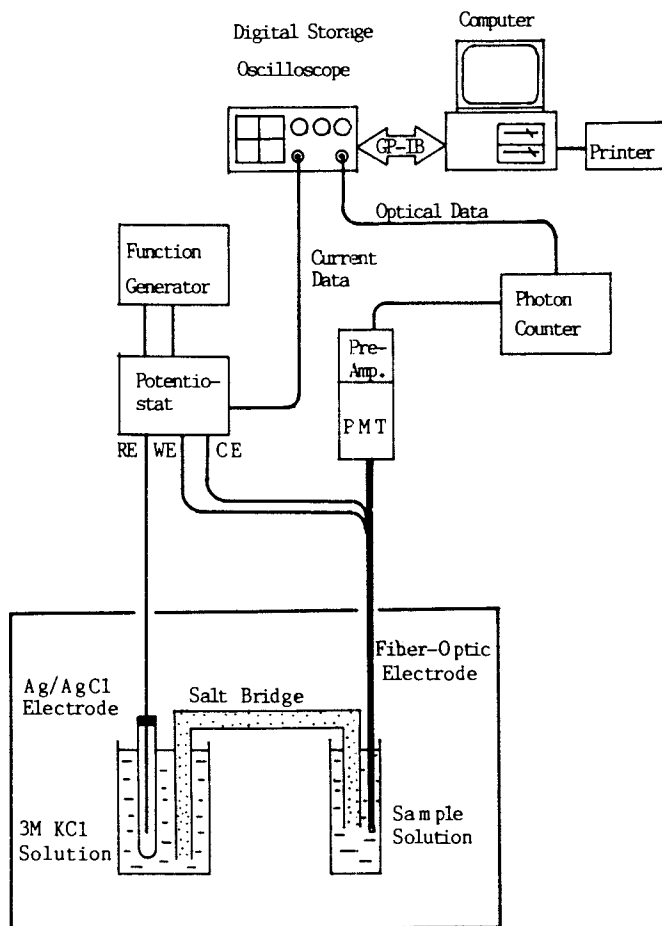 Computer
Digital Storage
Oscilloscope
GP-IB
Printer
Optical Data
Function
Generator
Current
Data
Photon
Counter
Pre-
Amp.
Potentio-
stat
PMT
RE WE CE
Fiber-Optic
Electrode
Ag/AgCl
Electrode
Salt Bridge
3M KCl
Solution
Sample
Solution